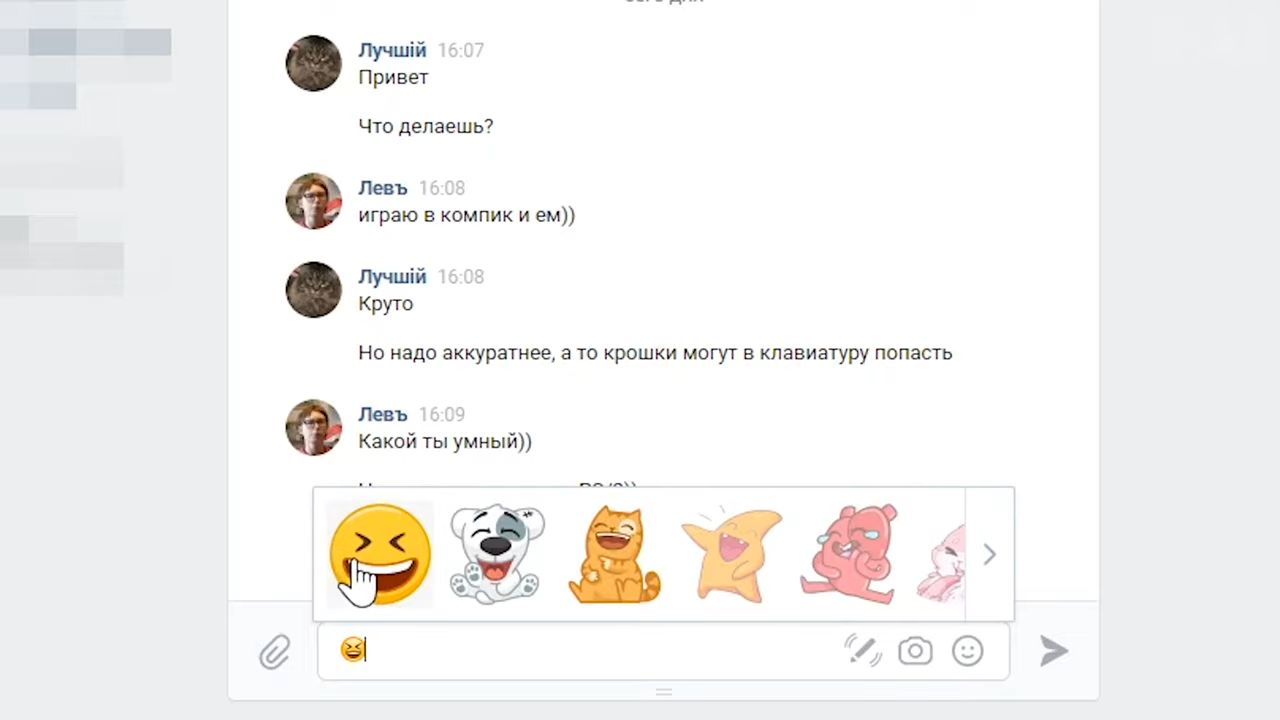 Лучшій 16:07
Привет
Что делаешь?
Левъ 16:08
играю в компик и ем))
Лучшій 16:08
Круто
Но надо аккуратнее, а то крошки могут в клавиатуру попасть
Левъ 16:09
Какой ты умный))